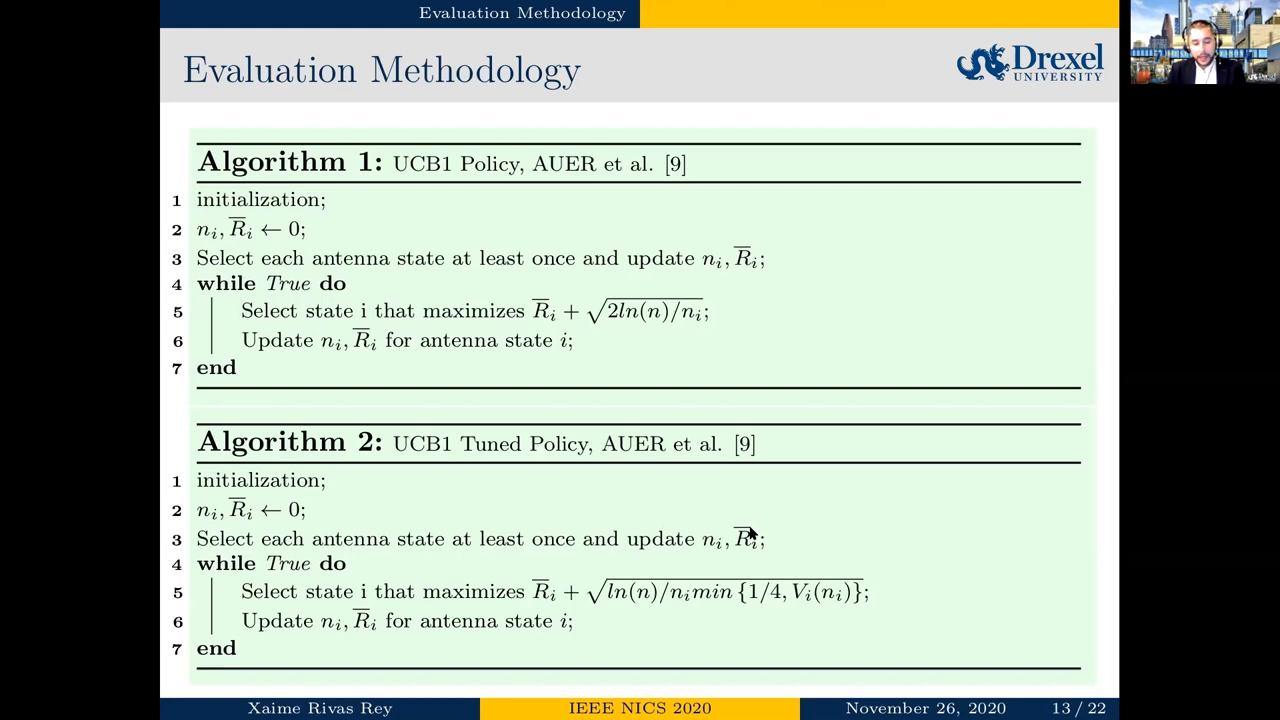 Evaluation Methodology
Evaluation Methodology
Drexel
UNIVERSITY
Algorithm 1: UCB1 Policy, AUER et al. [9]
1 initialization;
2 nᵢ, R̅ᵢ ← 0;
3 Select each antenna state at least once and update nᵢ, R̅ᵢ;
4 while True do
5 Select state i that maximizes R̅ᵢ + √(2ln(n)/nᵢ);
6 Update nᵢ, R̅ᵢ for antenna state i;
7 end
Algorithm 2: UCB1 Tuned Policy, AUER et al. [9]
1 initialization;
2 nᵢ, R̅ᵢ ← 0;
3 Select each antenna state at least once and update nᵢ, R̅ᵢ;
4 while True do
5 Select state i that maximizes R̅ᵢ + √(ln(n)/nᵢmin {1/4, Vᵢ(nᵢ)});
6 Update nᵢ, R̅ᵢ for antenna state i;
7 end
Xaime Rivas Rey IEEE NICS 2020 November 26, 2020 13 / 22